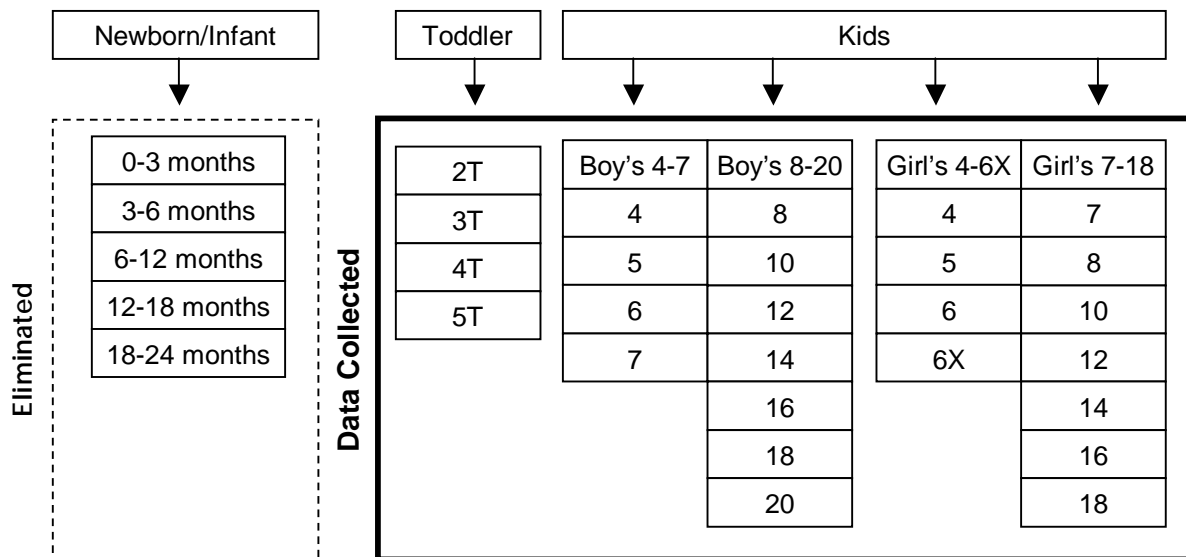 Newborn/Infant
Toddler
Kids
Eliminated
0-3 months
3-6 months
6-12 months
12-18 months
18-24 months
Data Collected
2T
3T
4T
5T
Boy's 4-7
4
5
6
7
Boy's 8-20
8
10
12
14
16
18
20
Girl's 4-6X
4
5
6
6X
Girl's 7-18
7
8
10
12
14
16
18